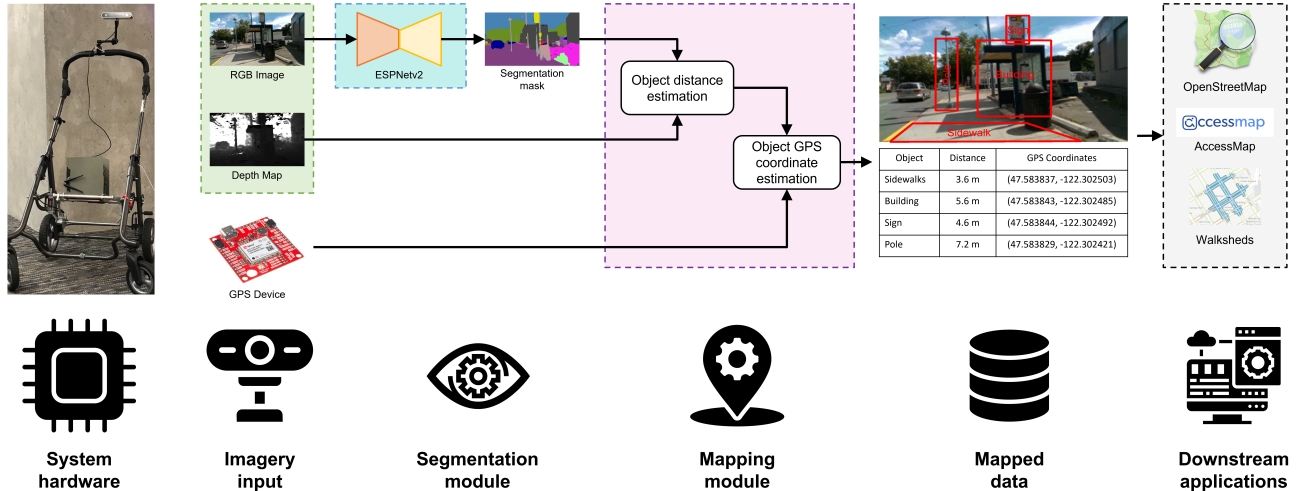 RGB Image
ESPNetv2
Segmentation
mask
Depth Map
GPS Device
Object distance
estimation
Object GPS
coordinate
estimation
Sign
Building
Sidewalk
Object Distance GPS Coordinates
Sidewalks 3.6 m (47.583837, -122.302503)
Building 5.6 m (47.583843, -122.302485)
Sign 4.6 m (47.583844, -122.302492)
Pole 7.2 m (47.583829, -122.302421)
OpenStreetMap
accessmap
AccessMap
Walksheds
System
hardware
Imagery
input
Segmentation
module
Mapping
module
Mapped
data
Downstream
applications